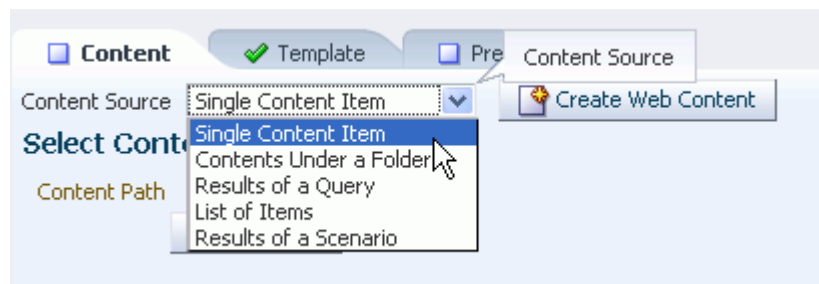 Content
Template
Pre
Content Source
Content Source
Single Content Item
Create Web Content
Select Conte
Single Content Item
Contents Under a Folder
Content Path
Results of a Query
List of Items
Results of a Scenario